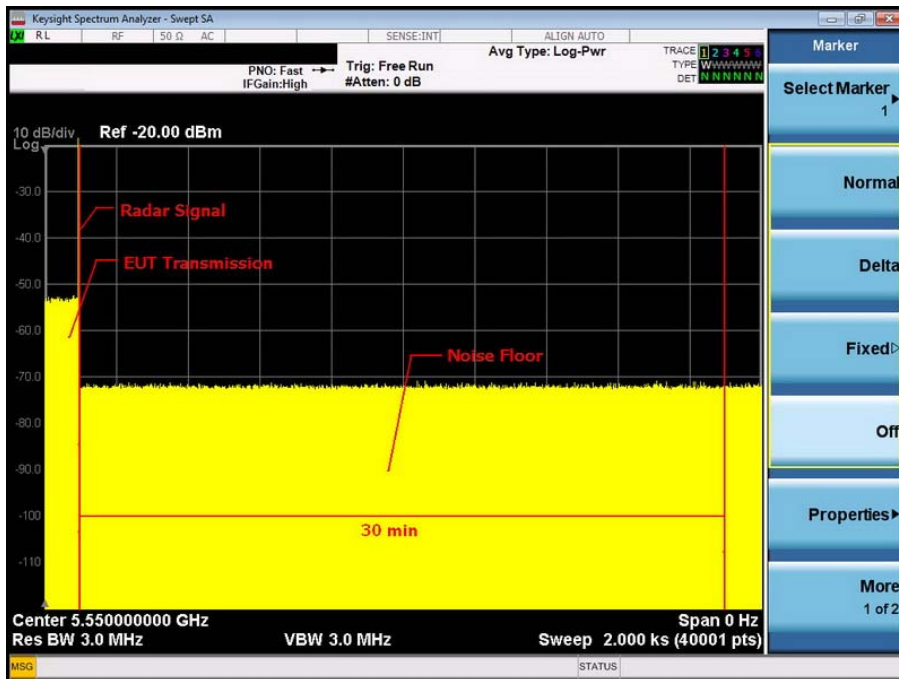 Keysight Spectrum Analyzer - Swept SA
LXI RL RF 50 Ω AC SENSE:INT ALIGN AUTO
Avg Type: Log-Pwr
TRACE 1 2 3 4 5 6
TYPE WWWWWW
DET N N N N N N
PNO: Fast
IFGain:High
Trig: Free Run
#Atten: 0 dB
10 dB/div
Log
Ref -20.00 dBm
-30.0
-40.0
-50.0
-60.0
-70.0
-80.0
-90.0
-100
-110
Radar Signal
EUT Transmission
Noise Floor
30 min
Center 5.550000000 GHz
Span 0 Hz
Res BW 3.0 MHz
VBW 3.0 MHz
Sweep 2.000 ks (40001 pts)
MSG
STATUS
Marker
Select Marker
1
Normal
Delta
Fixed
Off
Properties
More
1 of 2